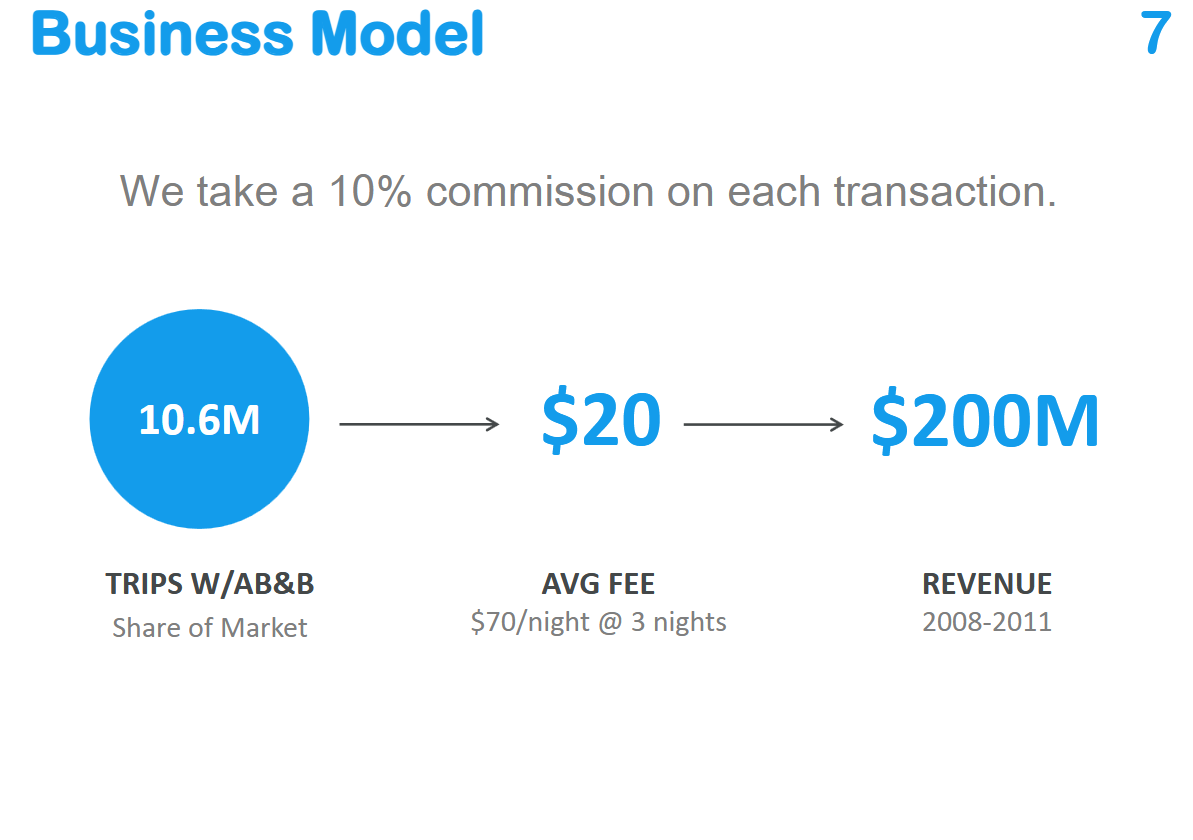 Business Model
7
We take a 10% commission on each transaction.
10.6M
$20
$200M
TRIPS W/AB&B
AVG FEE
REVENUE
Share of Market
$70/night @ 3 nights
2008-2011